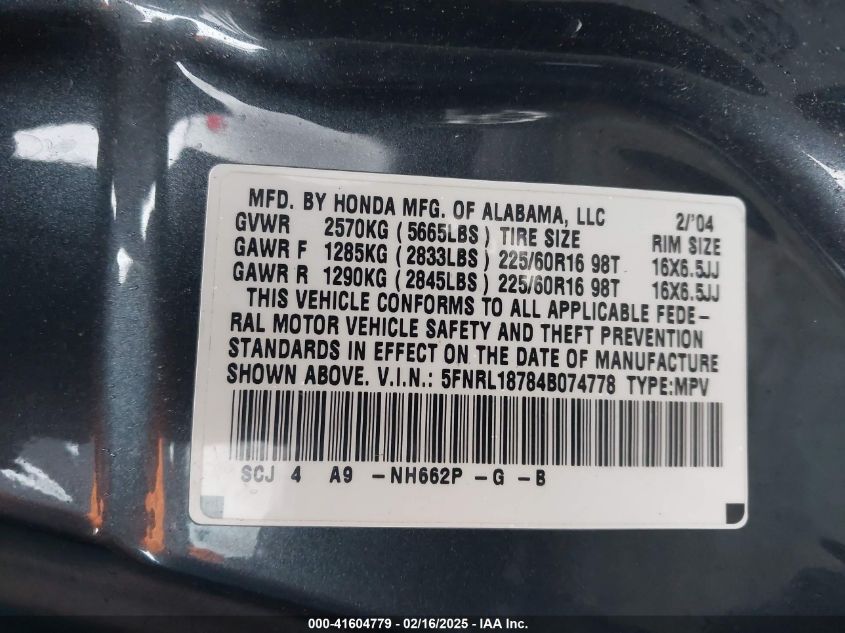 MFD. BY HONDA MFG. OF ALABAMA, LLC 2/'04
GVWR 2570KG (5665LBS) TIRE SIZE RIM SIZE
GAWR F 1285KG (2833LBS) 225/60R16 98T 16X6.5JJ
GAWR R 1290KG (2845LBS) 225/60R16 98T 16X6.5JJ
THIS VEHICLE CONFORMS TO ALL APPLICABLE FEDE-
RAL MOTOR VEHICLE SAFETY AND THEFT PREVENTION
STANDARDS IN EFFECT ON THE DATE OF MANUFACTURE
SHOWN ABOVE. V.I.N.: 5FNRL18784B074778 TYPE:MPV
SCJ 4 A9 -NH662P -G -B
000-41604779 - 02/16/2025 - IAA Inc.